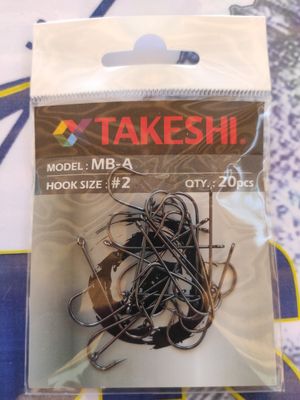 TAKESHI.
MODEL : MB-A
HOOK SIZE : #2 QTY. : 20pcs